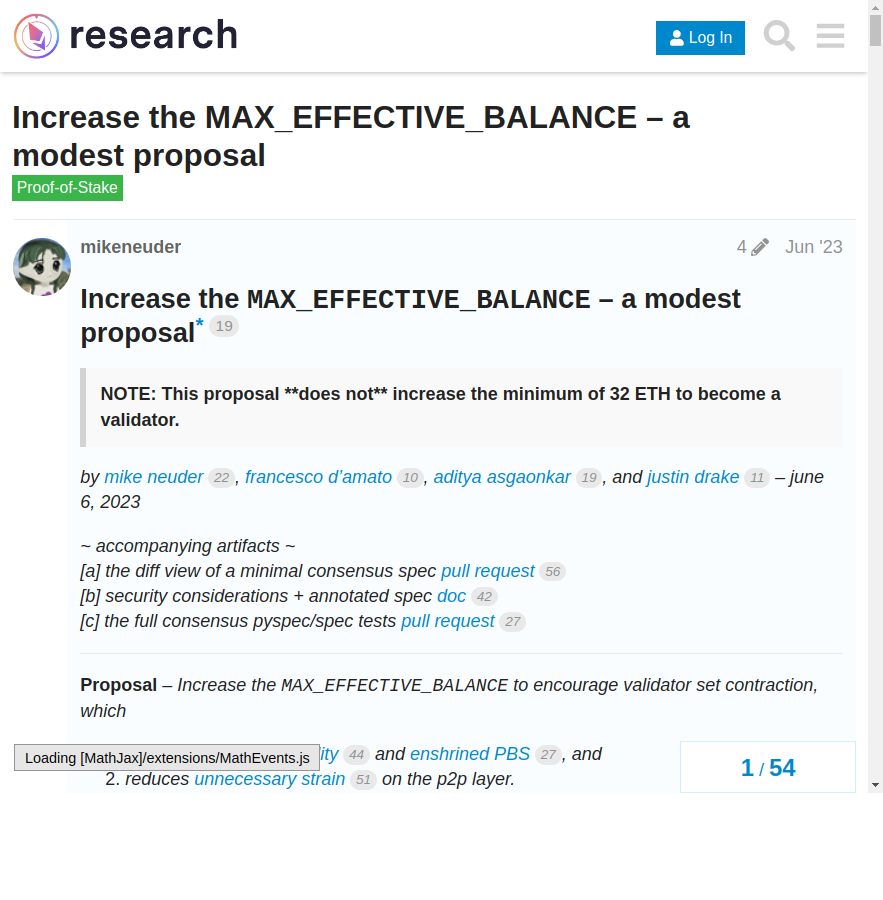 research
Log In
Increase the MAX_EFFECTIVE_BALANCE – a
modest proposal
Proof-of-Stake
mikeneuder
4
Jun '23
Increase the MAX_EFFECTIVE_BALANCE – a modest
proposal* 19
NOTE: This proposal **does not** increase the minimum of 32 ETH to become a
validator.
by mike neuder 22, francesco d’amato 10, aditya asgaonkar 19, and justin drake 11 – june
6, 2023
~ accompanying artifacts ~
[a] the diff view of a minimal consensus spec pull request 56
[b] security considerations + annotated spec doc 42
[c] the full consensus pyspec/spec tests pull request 27
Proposal – Increase the MAX_EFFECTIVE_BALANCE to encourage validator set contraction,
which
ity 44 and enshrined PBS 27, and
Loading [MathJax]/extensions/MathEvents.js
2. reduces unnecessary strain 51 on the p2p layer.
1 / 54